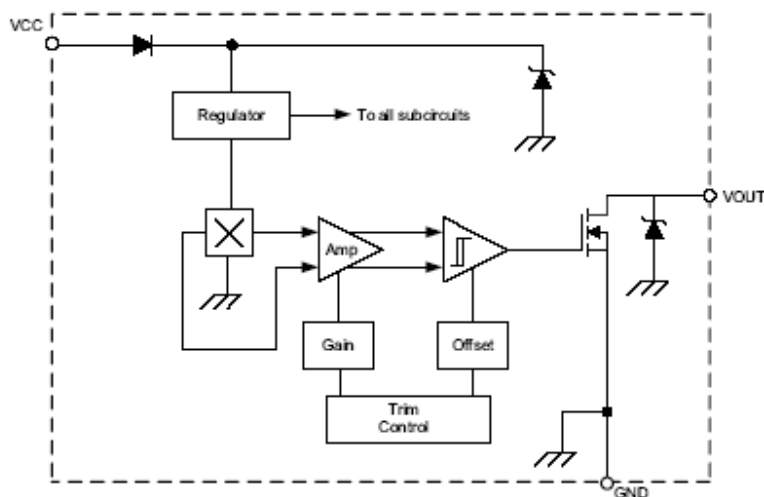 VCC
Regulator
To all subcircuits
VOUT
Amp
Gain
Offset
Trim
Control
GND